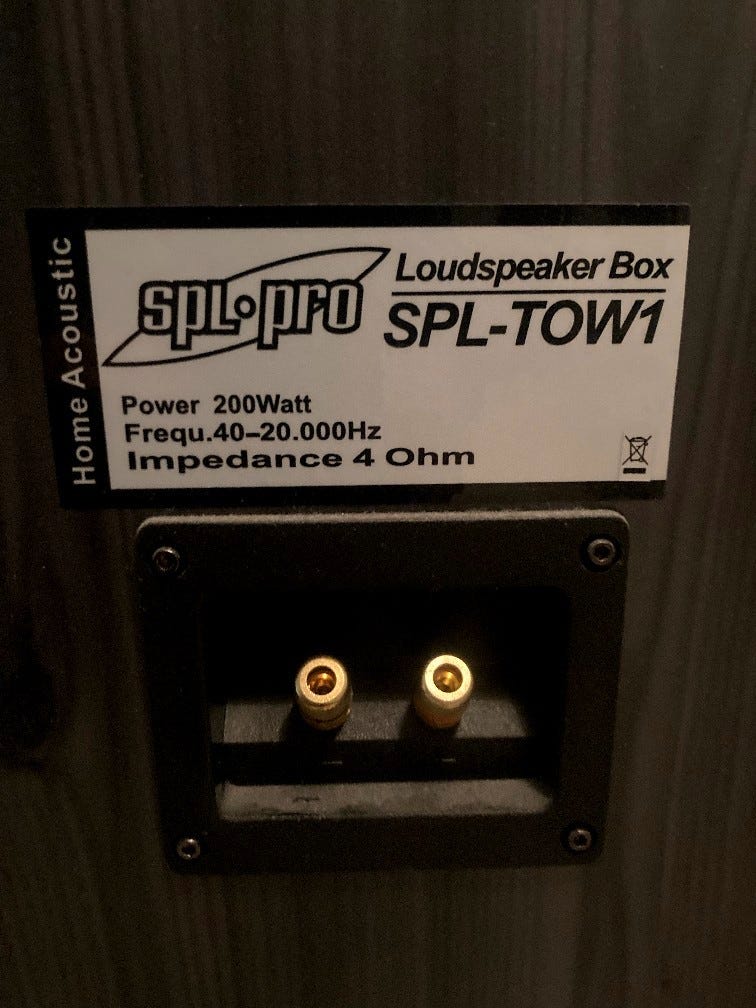 Home Acoustic
SPL•PRO
Loudspeaker Box
SPL-TOW1
Power 200Watt
Frequ.40–20.000Hz
Impedance 4 Ohm